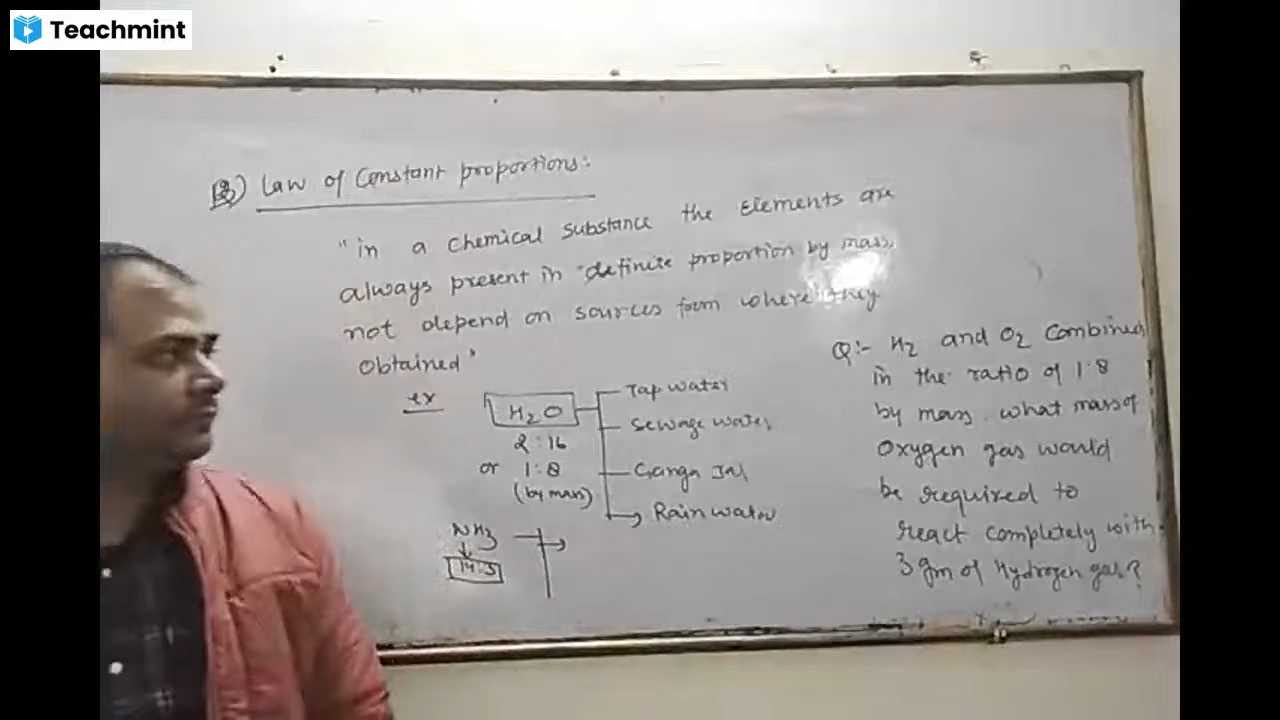 Teachmint
B) Law of Constant proportions:
"in a chemical substance the Elements are
always present in definite proportion by mass,
not depend on sources from where they
obtained"
ex
H2O
2:16
or 1:8
(by mass)
Tap water
Sewage water
Ganga Jal
Rain water
NH3
14:3
Q:- H2 and O2 Combined
in the ratio of 1:8
by mass. what mass of
Oxygen gas would
be required to
react completely with
3 gm of Hydrogen gas?